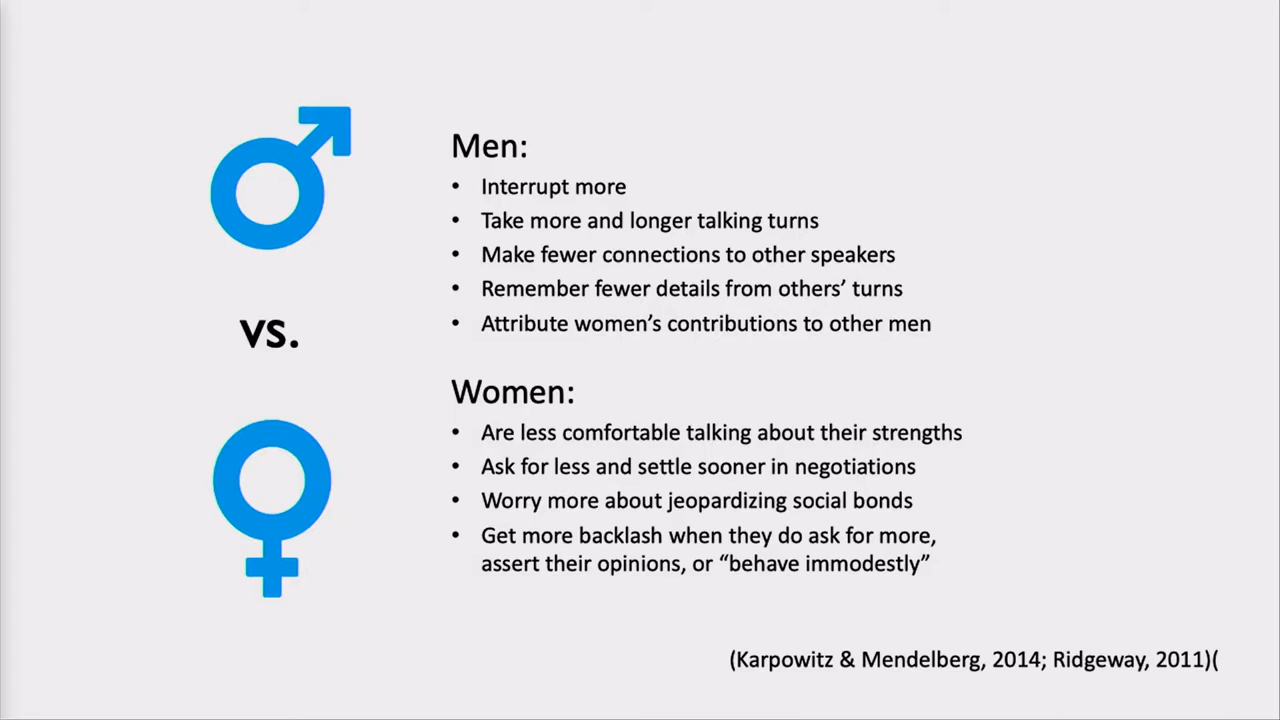 Men:
• Interrupt more
• Take more and longer talking turns
• Make fewer connections to other speakers
• Remember fewer details from others’ turns
• Attribute women’s contributions to other men
vs.
Women:
• Are less comfortable talking about their strengths
• Ask for less and settle sooner in negotiations
• Worry more about jeopardizing social bonds
• Get more backlash when they do ask for more,
assert their opinions, or “behave immodestly”
(Karpowitz & Mendelberg, 2014; Ridgeway, 2011)(